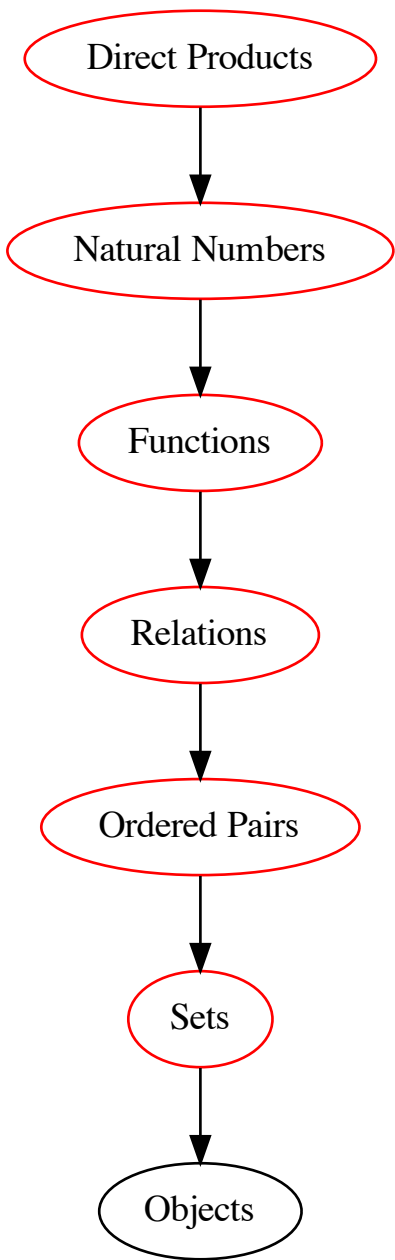 Direct Products
Natural Numbers
Functions
Relations
Ordered Pairs
Sets
Objects